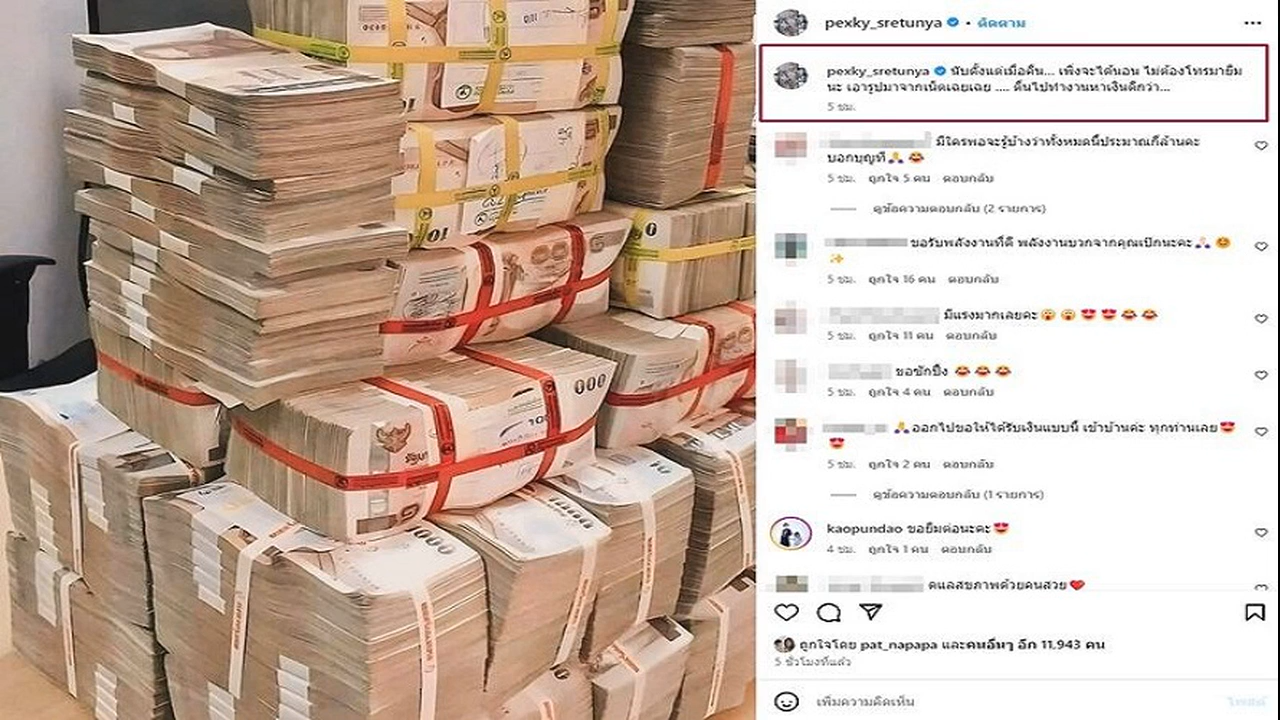 pexky_sretunya • ติดตาม
pexky_sretunya นับตั้งแต่เมื่อคืน... เพิ่งจะได้นอน ไม่ต้องโทรมายืม
นะ เอารูปมาจากเน็ตเฉยเฉย .... ตื่นไปทำงานหาเงินดีกว่า...
5 ชม.
มีใครพอจะรู้บ้างว่าทั้งหมดนี้ประมาณกี่ล้านคะ
บอกบุญที🙏😂
5 ชม. ถูกใจ 5 คน ตอบกลับ
ดูข้อความตอบกลับ (2 รายการ)
ขอรับพลังงานที่ดี พลังงานบวกจากคุณเป๊กนะคะ🙏😊
✨
5 ชม. ถูกใจ 16 คน ตอบกลับ
มีแรงมากเลยคะ😲😲😍😍😂😂
5 ชม. ถูกใจ 11 คน ตอบกลับ
ขอซักปึ้ง 😂😂😂
5 ชม. ถูกใจ 4 คน ตอบกลับ
🙏ออกไปขอให้ได้รับเงินแบบนี้ เข้าบ้านค่ะ ทุกท่านเลย😍
😍
5 ชม. ถูกใจ 2 คน ตอบกลับ
ดูข้อความตอบกลับ (1 รายการ)
kaopundao ขอยืมต่อนะคะ😍
4 ชม. ถูกใจ 1 คน ตอบกลับ
ดูแลสุขภาพด้วยคนสวย❤️
ถูกใจโดย pat_napapa และคนอื่นๆ อีก 11,943 คน
5 ชั่วโมงที่แล้ว
เพิ่มความคิดเห็น
โพสต์
000
1000
1000